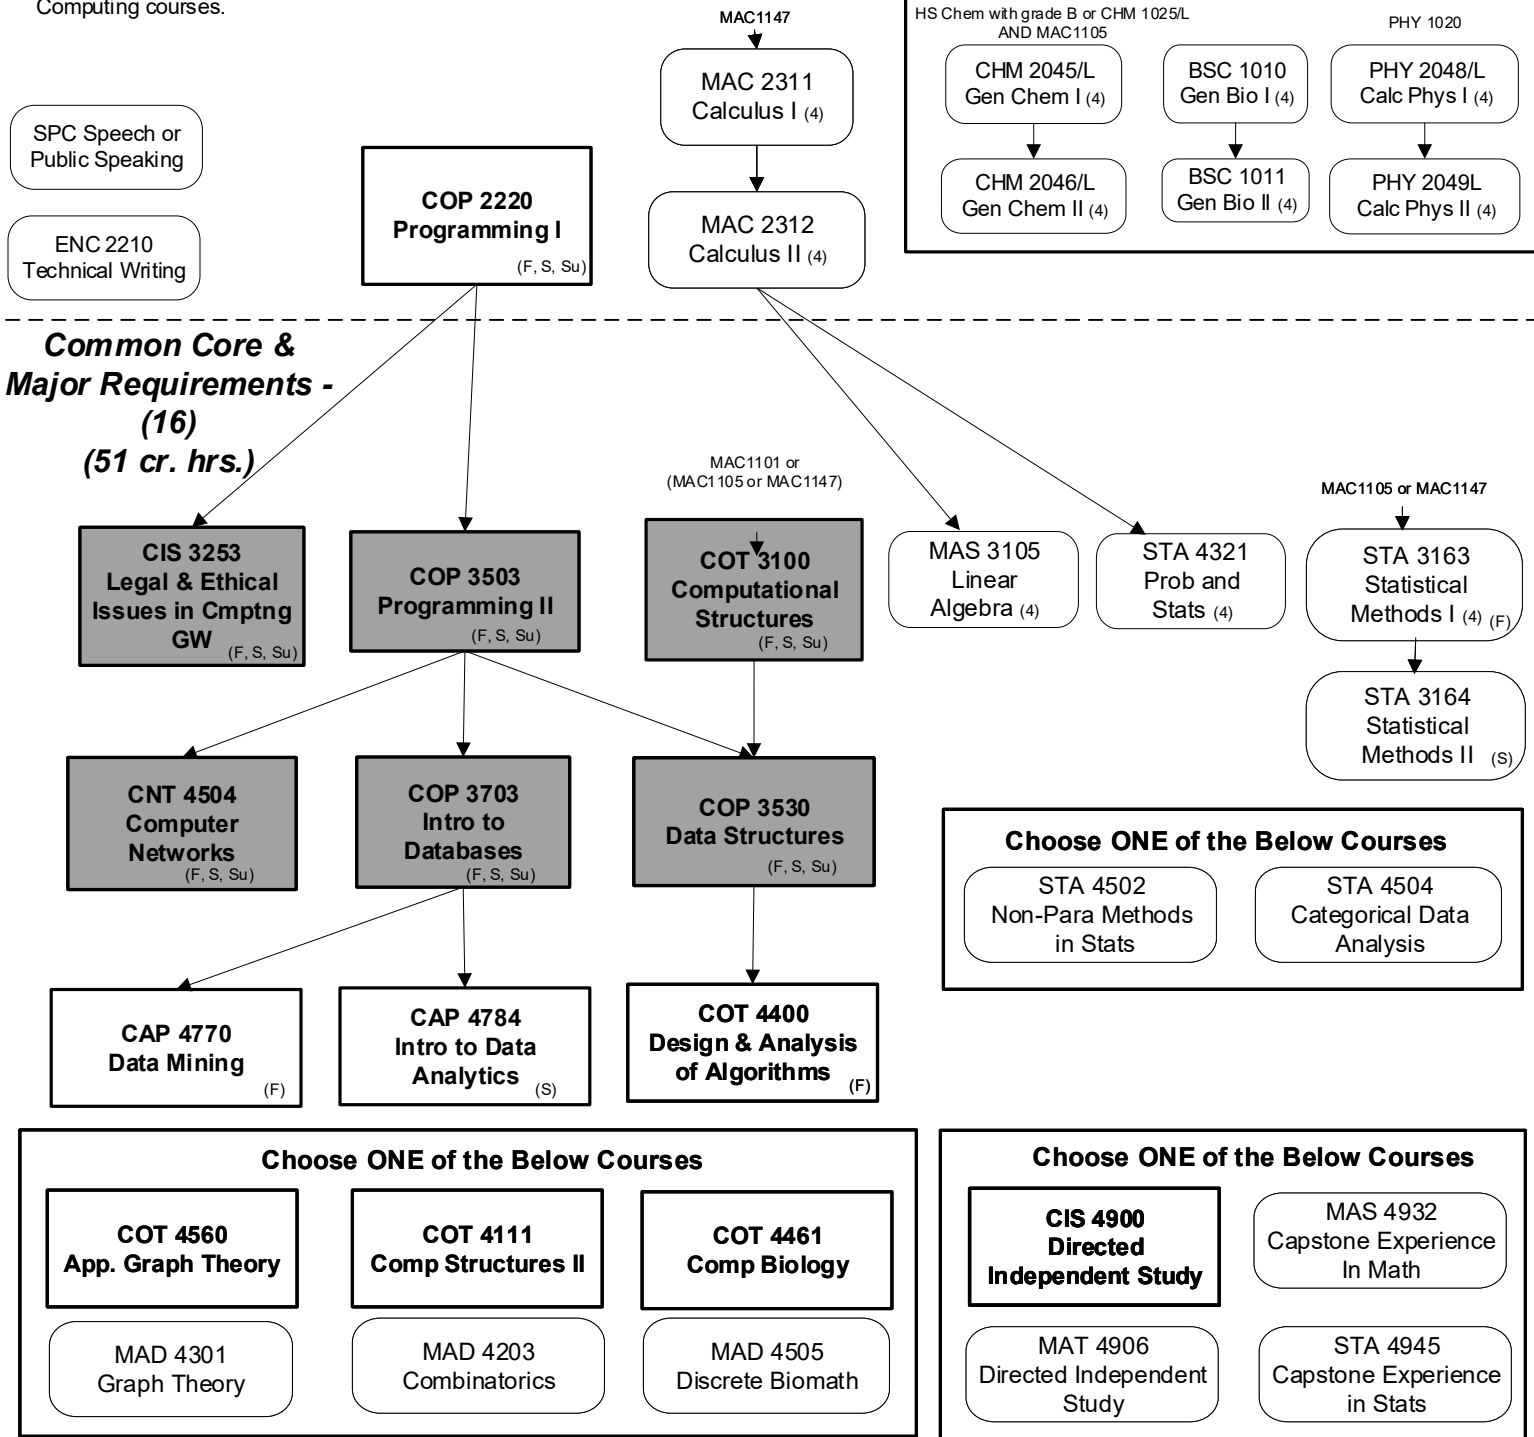 Computing courses.
MAC1147
HS Chem with grade B or CHM 1025/L
AND MAC1105
PHY 1020
MAC 2311
Calculus I (4)
CHM 2045/L
Gen Chem I (4)
BSC 1010
Gen Bio I (4)
PHY 2048/L
Calc Phys I (4)
SPC Speech or
Public Speaking
COP 2220
Programming I
(F, S, Su)
MAC 2312
Calculus II (4)
CHM 2046/L
Gen Chem II (4)
BSC 1011
Gen Bio II (4)
PHY 2049L
Calc Phys II (4)
ENC 2210
Technical Writing
Common Core &
Major Requirements -
(16)
(51 cr. hrs.)
MAC1101 or
(MAC1105 or MAC1147)
MAC1105 or MAC1147
CIS 3253
Legal & Ethical
Issues in Cmptng
GW
(F, S, Su)
COP 3503
Programming II
(F, S, Su)
COT 3100
Computational
Structures
(F, S, Su)
MAS 3105
Linear
Algebra (4)
STA 4321
Prob and
Stats (4)
STA 3163
Statistical
Methods I (4) (F)
STA 3164
Statistical
Methods II (S)
CNT 4504
Computer
Networks
(F, S, Su)
COP 3703
Intro to
Databases
(F, S, Su)
COP 3530
Data Structures
(F, S, Su)
Choose ONE of the Below Courses
STA 4502
Non-Para Methods
in Stats
STA 4504
Categorical Data
Analysis
CAP 4770
Data Mining
(F)
CAP 4784
Intro to Data
Analytics
(S)
COT 4400
Design & Analysis
of Algorithms
(F)
Choose ONE of the Below Courses
COT 4560
App. Graph Theory
COT 4111
Comp Structures II
COT 4461
Comp Biology
MAD 4301
Graph Theory
MAD 4203
Combinatorics
MAD 4505
Discrete Biomath
Choose ONE of the Below Courses
CIS 4900
Directed
Independent Study
MAS 4932
Capstone Experience
In Math
MAT 4906
Directed Independent
Study
STA 4945
Capstone Experience
in Stats